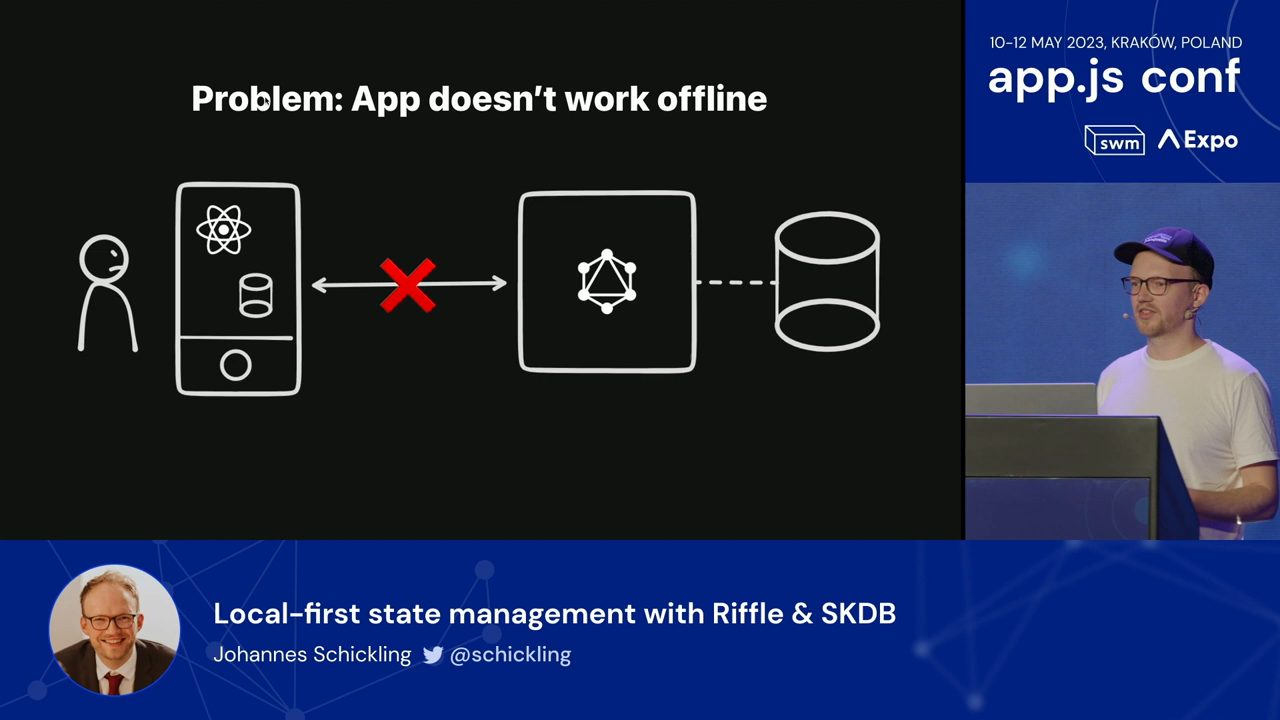 Problem: App doesn't work offline
10-12 MAY 2023, KRAKÓW, POLAND
app.js conf
swm
Expo
Local-first state management with Riffle & SKDB
Johannes Schickling
@schickling